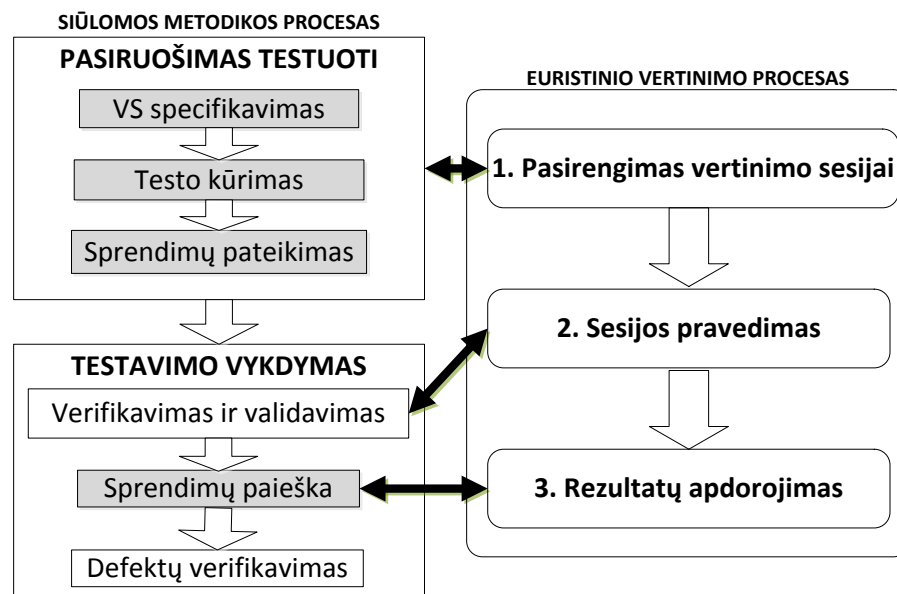 SIŪLOMOS METODIKOS PROCESAS
PASIRUOŠIMAS TESTUOTI
VS specifikavimas
Testo kūrimas
Sprendimų pateikimas
TESTAVIMO VYKDYMAS
Verifikavimas ir validavimas
Sprendimų paieška
Defektų verifikavimas
EURISTINIO VERTINIMO PROCESAS
1. Pasirengimas vertinimo sesijai
2. Sesijos pravedimas
3. Rezultatų apdorojimas